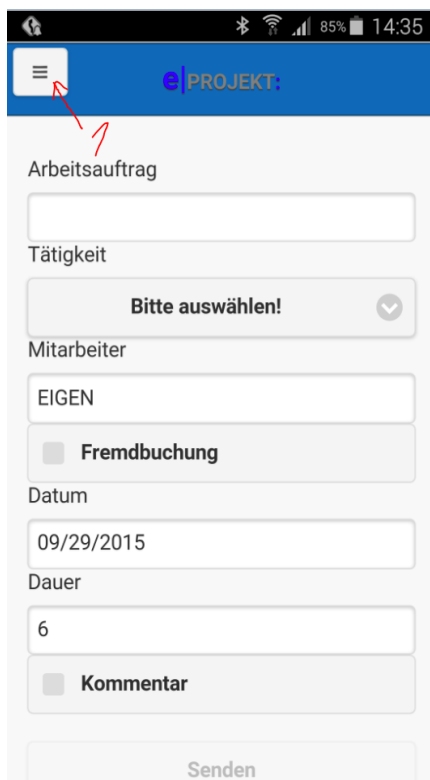 85% 14:35
e|PROJEKT:
1
Arbeitsauftrag
Tätigkeit
Bitte auswählen!
Mitarbeiter
EIGEN
Fremdbuchung
Datum
09/29/2015
Dauer
6
Kommentar
Senden